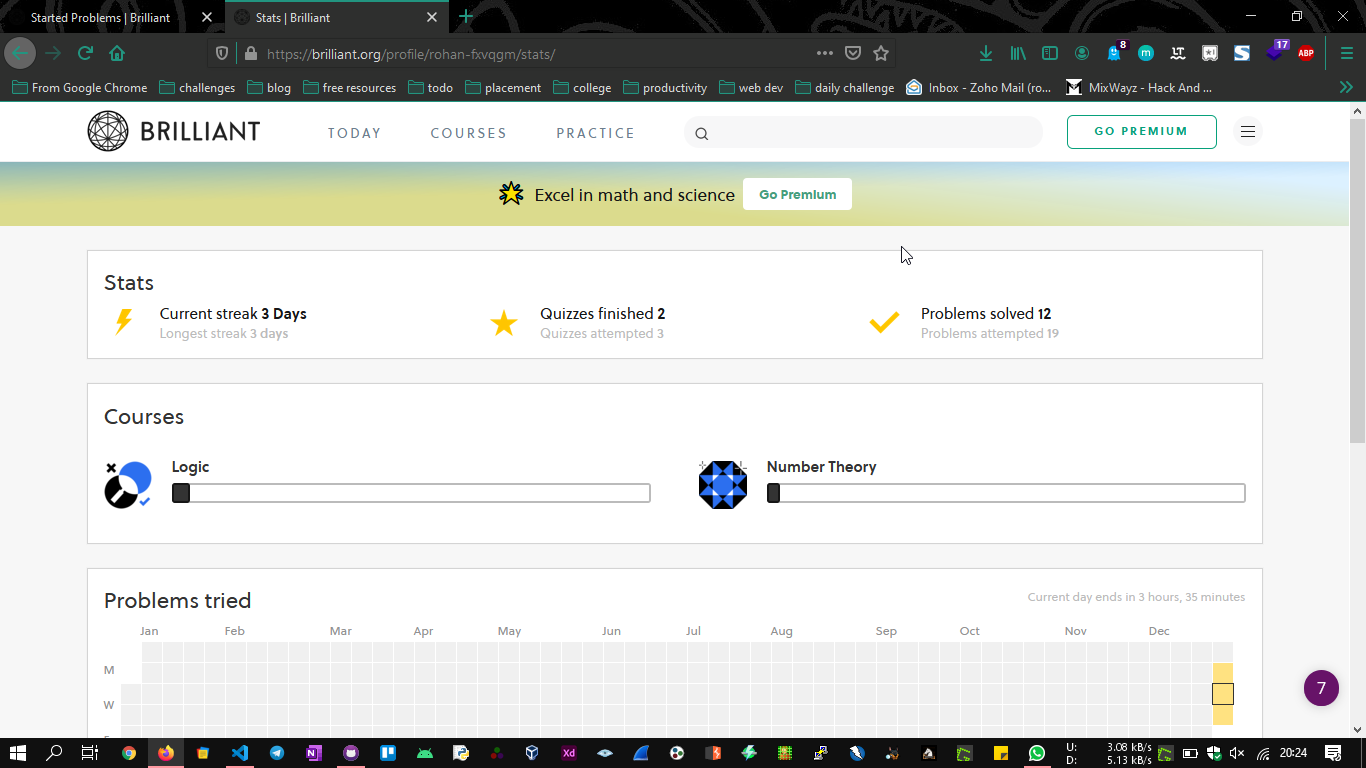 Started Problems | Brilliant
Stats | Brilliant
https://brilliant.org/profile/rohan-fxvqgm/stats/
8
m
LT
S
17
ABP
From Google Chrome challenges blog free resources todo placement college productivity web dev daily challenge Inbox - Zoho Mail (ro... MixWayz - Hack And ...
BRILLIANT
TODAY COURSES PRACTICE
GO PREMIUM
Excel in math and science Go Premium
Stats
Current streak 3 Days
Longest streak 3 days
Quizzes finished 2
Quizzes attempted 3
Problems solved 12
Problems attempted 19
Courses
Logic
Number Theory
Problems tried
Current day ends in 3 hours, 35 minutes
Jan Feb Mar Apr May Jun Jul Aug Sep Oct Nov Dec
M
W
7
N
Xd
U: 3.08 kB/s
D: 5.13 kB/s
20:24